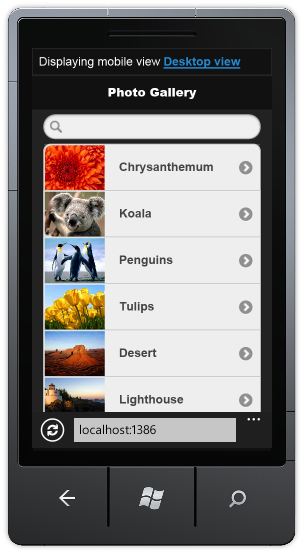 Displaying mobile view Desktop view
Photo Gallery
Chrysanthemum
Koala
Penguins
Tulips
Desert
Lighthouse
localhost:1386